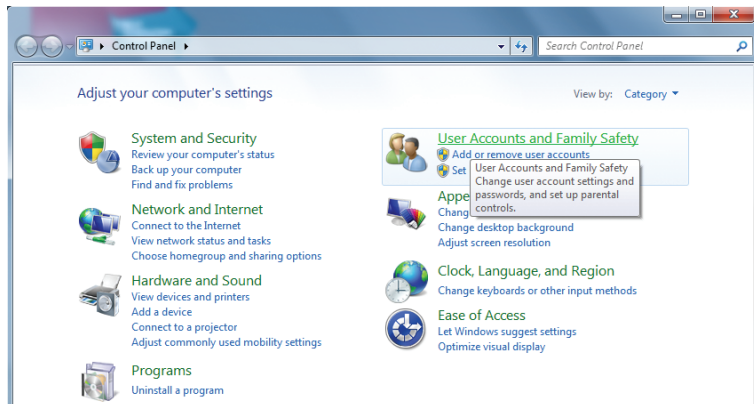 Control Panel
Search Control Panel
Adjust your computer's settings
View by: Category
System and Security
Review your computer's status
Back up your computer
Find and fix problems
Network and Internet
Connect to the Internet
View network status and tasks
Choose homegroup and sharing options
Hardware and Sound
View devices and printers
Add a device
Connect to a projector
Adjust commonly used mobility settings
Programs
Uninstall a program
User Accounts and Family Safety
Add or remove user accounts
Set
User Accounts and Family Safety
Change user account settings and
passwords, and set up parental
controls.
Appe
Chang
Change desktop background
Adjust screen resolution
Clock, Language, and Region
Change keyboards or other input methods
Ease of Access
Let Windows suggest settings
Optimize visual display